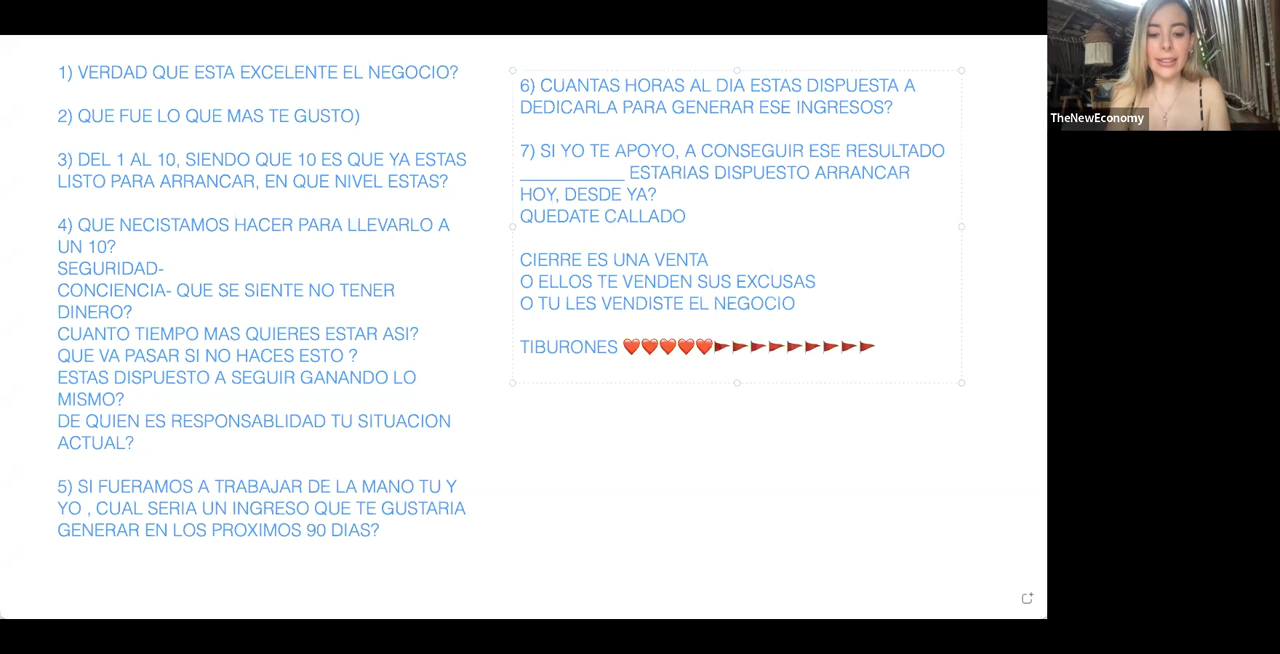 1) VERDAD QUE ESTA EXCELENTE EL NEGOCIO?
2) QUE FUE LO QUE MAS TE GUSTO)
3) DEL 1 AL 10, SIENDO QUE 10 ES QUE YA ESTAS
LISTO PARA ARRANCAR, EN QUE NIVEL ESTAS?
4) QUE NECISTAMOS HACER PARA LLEVARLO A
UN 10?
SEGURIDAD-
CONCIENCIA- QUE SE SIENTE NO TENER
DINERO?
CUANTO TIEMPO MAS QUIERES ESTAR ASI?
QUE VA PASAR SI NO HACES ESTO ?
ESTAS DISPUESTO A SEGUIR GANANDO LO
MISMO?
DE QUIEN ES RESPONSABLIDAD TU SITUACION
ACTUAL?
5) SI FUERAMOS A TRABAJAR DE LA MANO TU Y
YO , CUAL SERIA UN INGRESO QUE TE GUSTARIA
GENERAR EN LOS PROXIMOS 90 DIAS?
6) CUANTAS HORAS AL DIA ESTAS DISPUESTA A
DEDICARLA PARA GENERAR ESE INGRESOS?
7) SI YO TE APOYO, A CONSEGUIR ESE RESULTADO
____________ ESTARIAS DISPUESTO ARRANCAR
HOY, DESDE YA?
QUEDATE CALLADO
CIERRE ES UNA VENTA
O ELLOS TE VENDEN SUS EXCUSAS
O TU LES VENDISTE EL NEGOCIO
TIBURONES ❤️❤️❤️❤️❤️🚩🚩🚩🚩🚩🚩🚩🚩🚩
TheNewEconomy